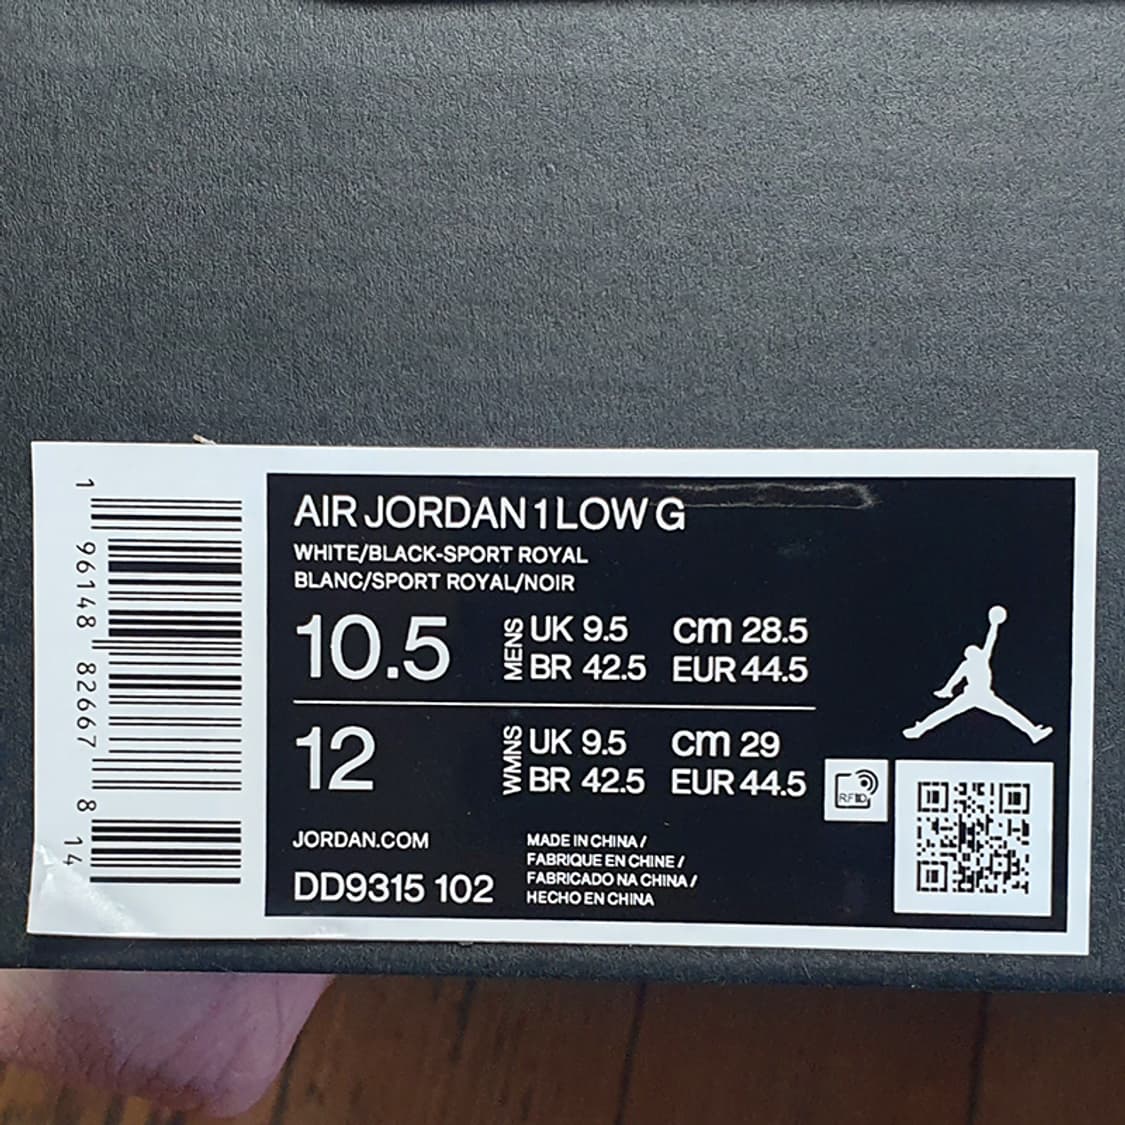 1 96148 82667 8 14
AIR JORDAN 1 LOW G
WHITE/BLACK-SPORT ROYAL
BLANC/SPORT ROYAL/NOIR
10.5 MENS UK 9.5 cm 28.5
BR 42.5 EUR 44.5
12 WMNS UK 9.5 cm 29
BR 42.5 EUR 44.5
RFID
JORDAN.COM
DD9315 102
MADE IN CHINA /
FABRIQUE EN CHINE /
FABRICADO NA CHINA /
HECHO EN CHINA